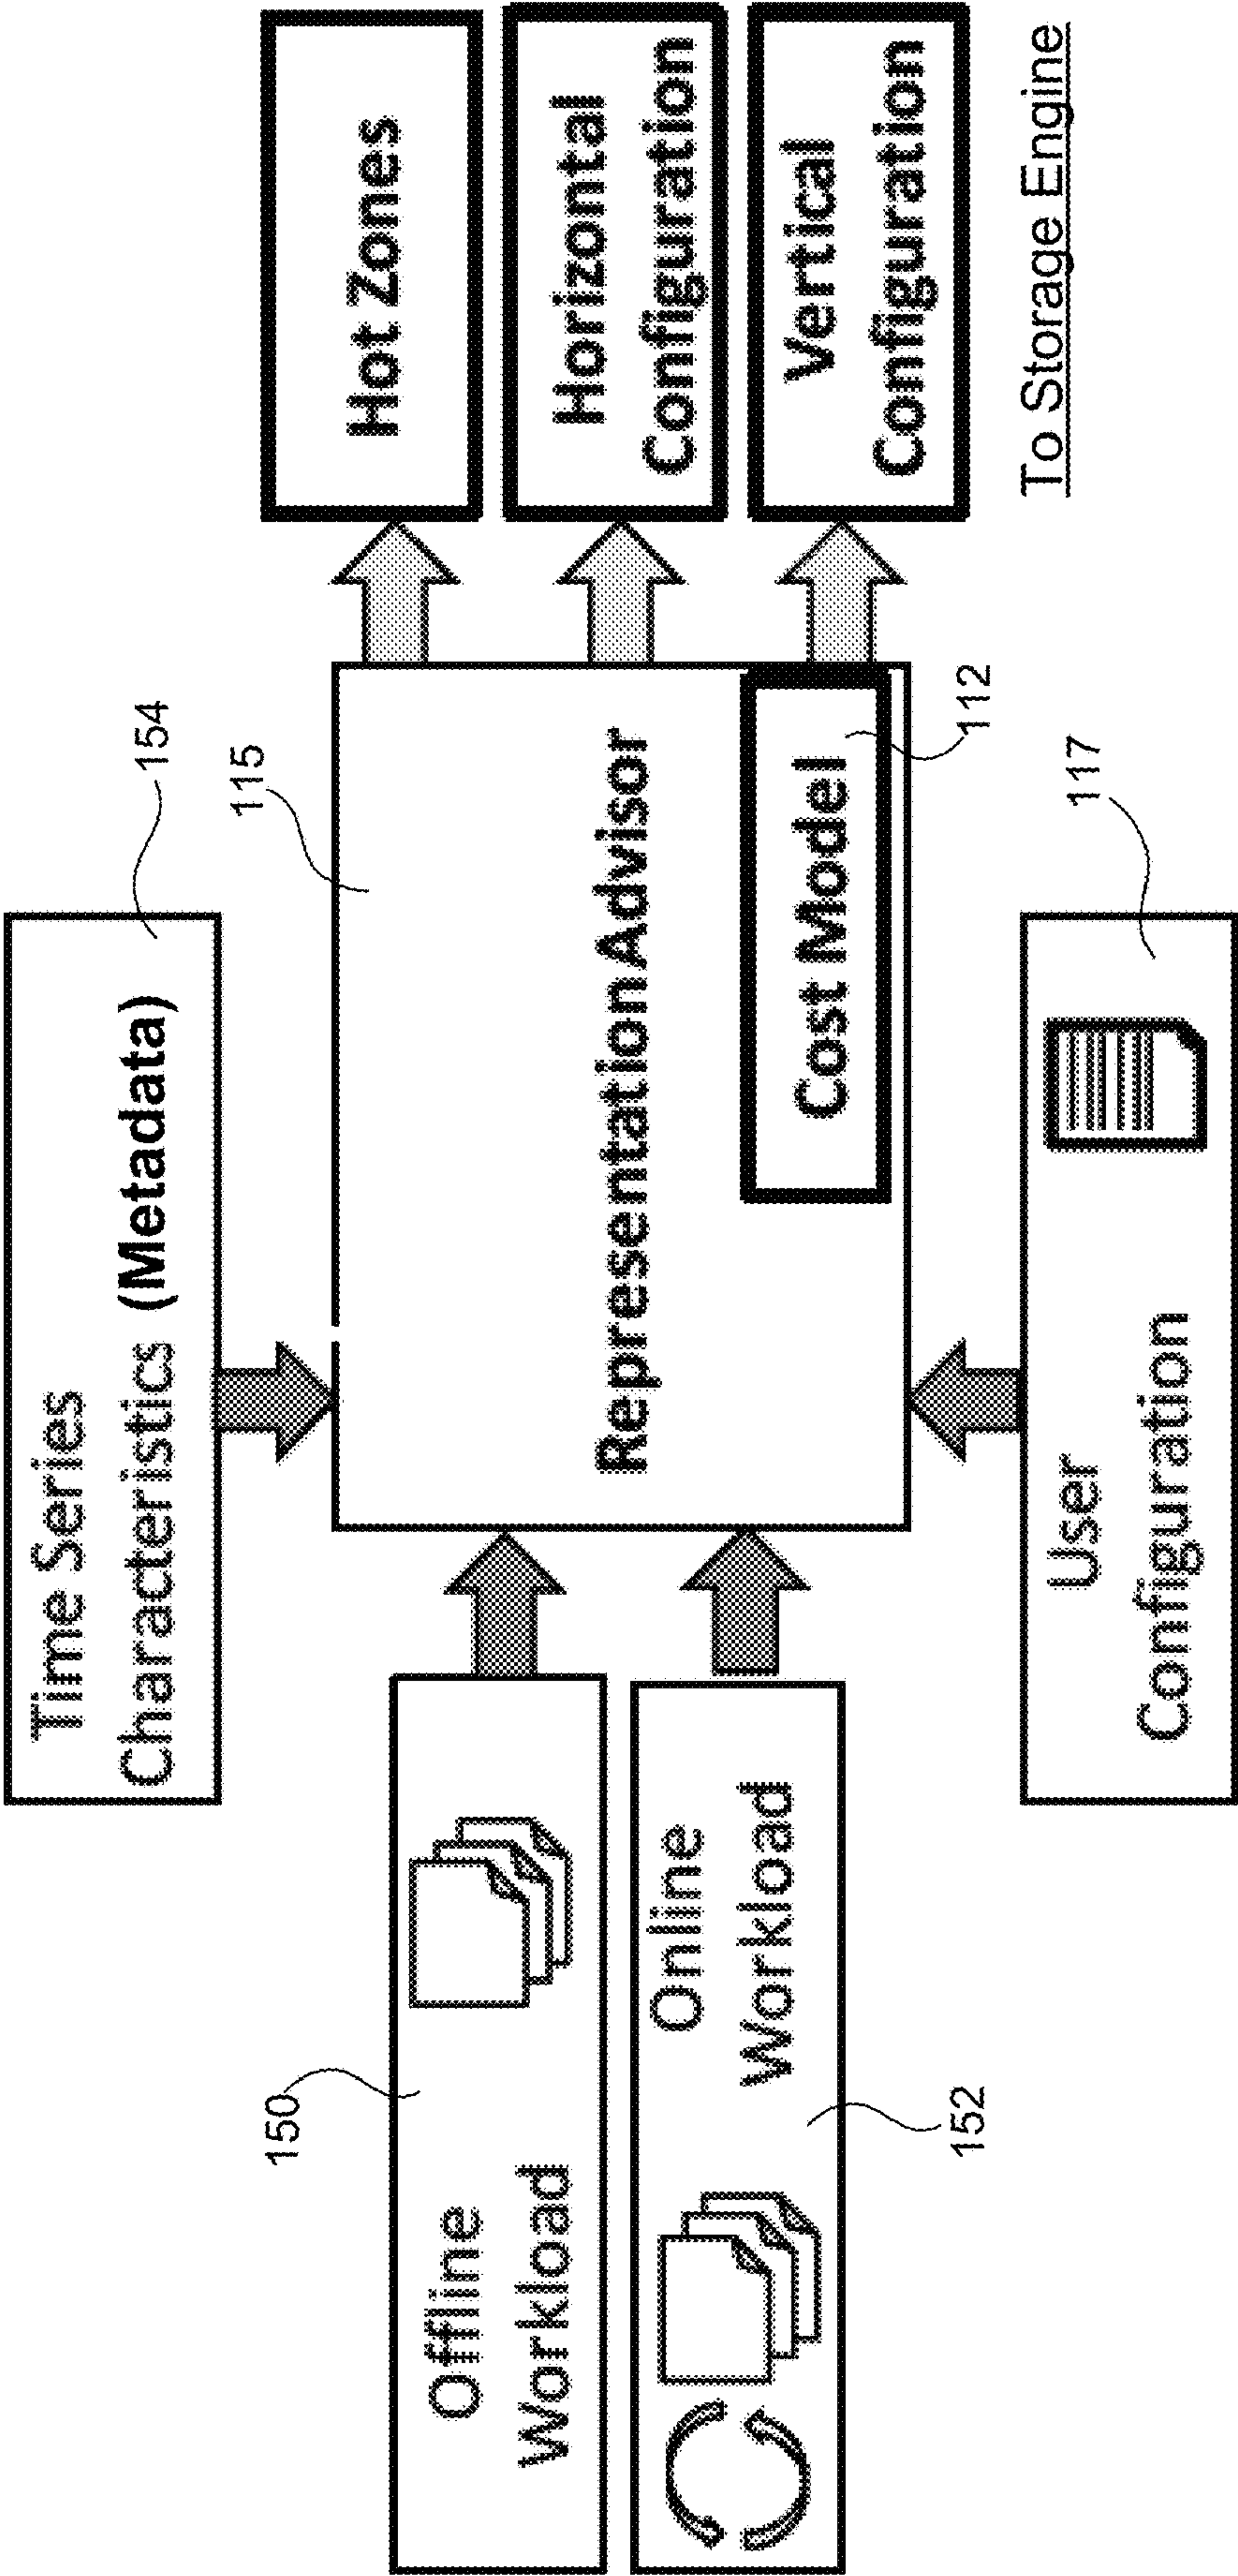 Time Series
Characteristics (Metadata)
154
115
150
Offline
Workload
Online
Workload
152
Representation Advisor
Cost Model
112
Hot Zones
Horizontal
Configuration
Vertical
Configuration
To Storage Engine
User
Configuration
117